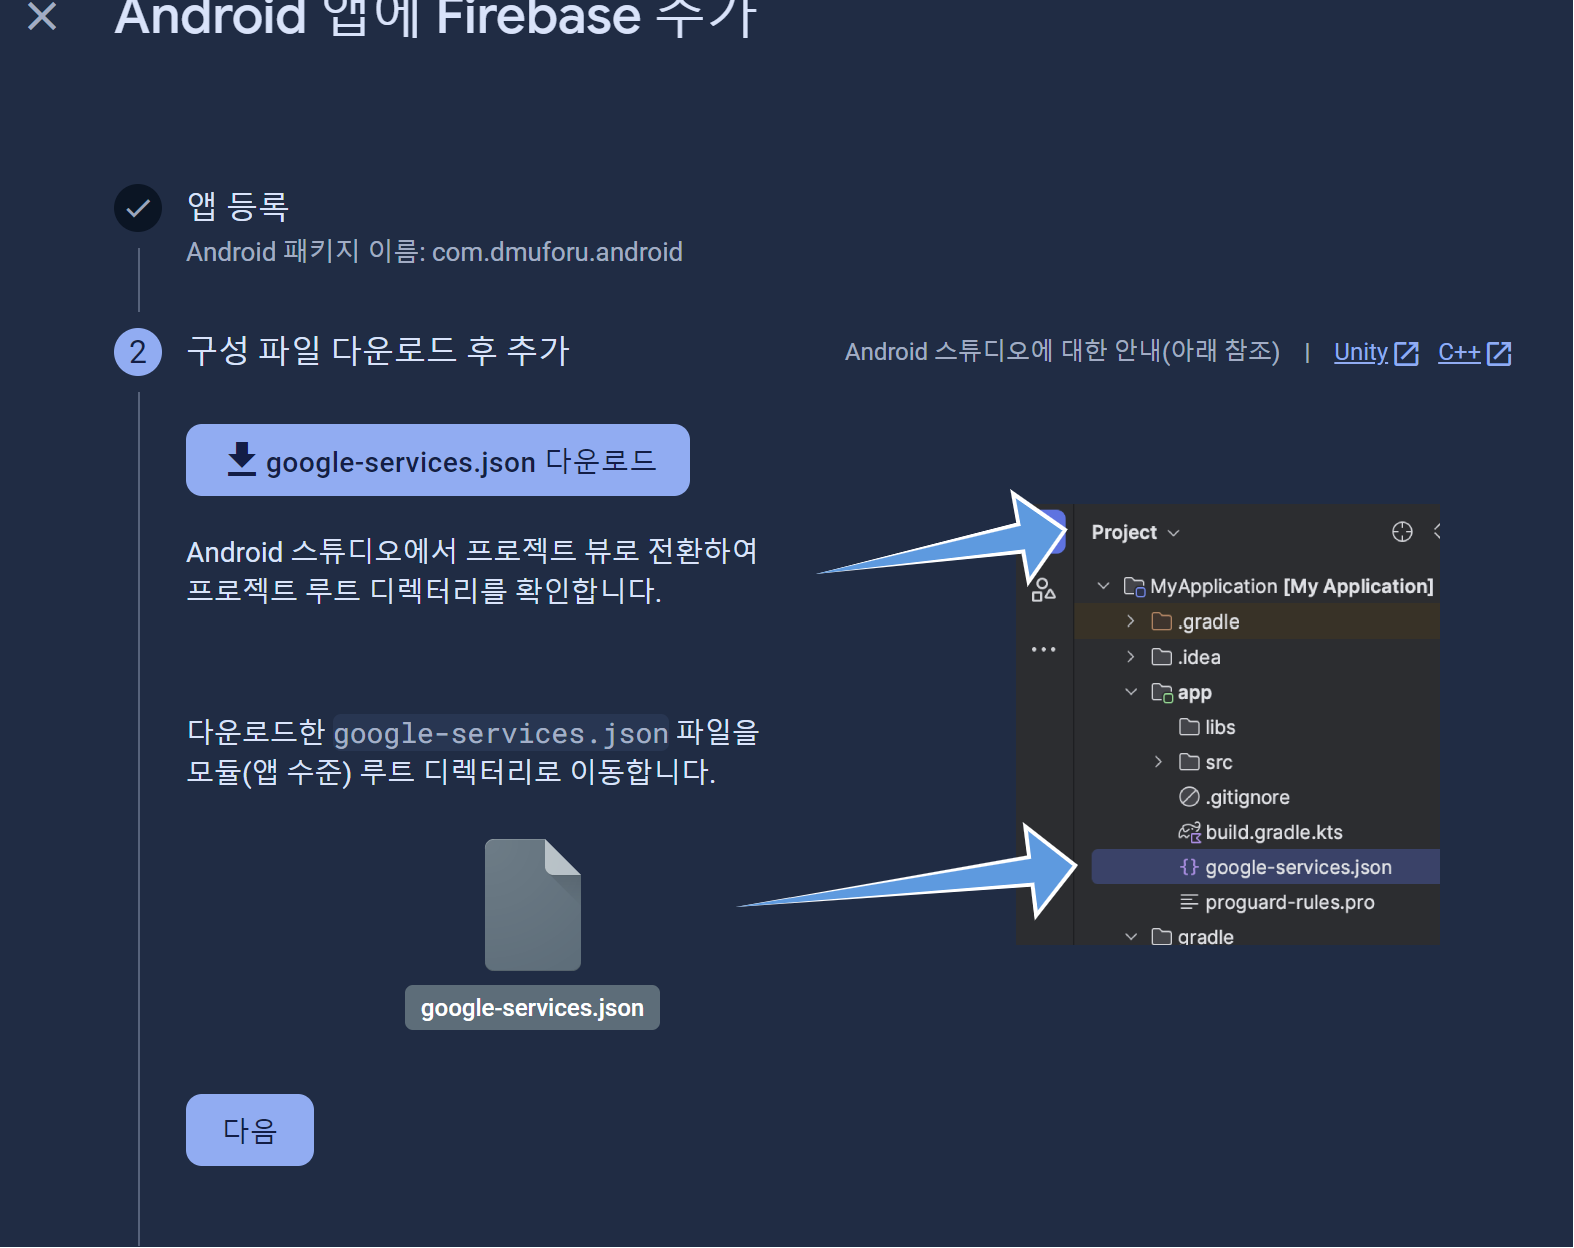 Android 앱에 Firebase 추가
앱 등록
Android 패키지 이름: com.dmuforu.android
2 구성 파일 다운로드 후 추가
Android 스튜디오에 대한 안내(아래 참조) | Unity C++
google-services.json 다운로드
Android 스튜디오에서 프로젝트 뷰로 전환하여
프로젝트 루트 디렉터리를 확인합니다.
다운로드한 google-services.json 파일을
모듈(앱 수준) 루트 디렉터리로 이동합니다.
google-services.json
Project
MyApplication [My Application]
.gradle
.idea
app
libs
src
.gitignore
build.gradle.kts
google-services.json
proguard-rules.pro
gradle
다음